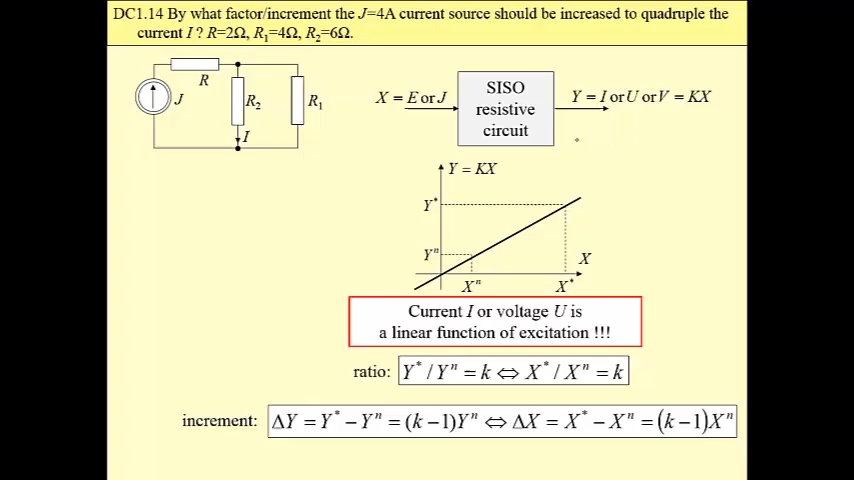 DC1.14 By what factor/increment the J=4A current source should be increased to quadruple the
current I ? R=2Ω, R₁=4Ω, R₂=6Ω.
R
J
R₂
R₁
I
X = E or J
SISO
resistive
circuit
Y = I or U or V = KX
Y = KX
Y*
Yⁿ
X
Xⁿ
X*
Current I or voltage U is
a linear function of excitation !!!
ratio: Y* / Yⁿ = k ⇔ X* / Xⁿ = k
increment: ΔY = Y* − Yⁿ = (k −1)Yⁿ ⇔ ΔX = X* − Xⁿ = (k −1)Xⁿ